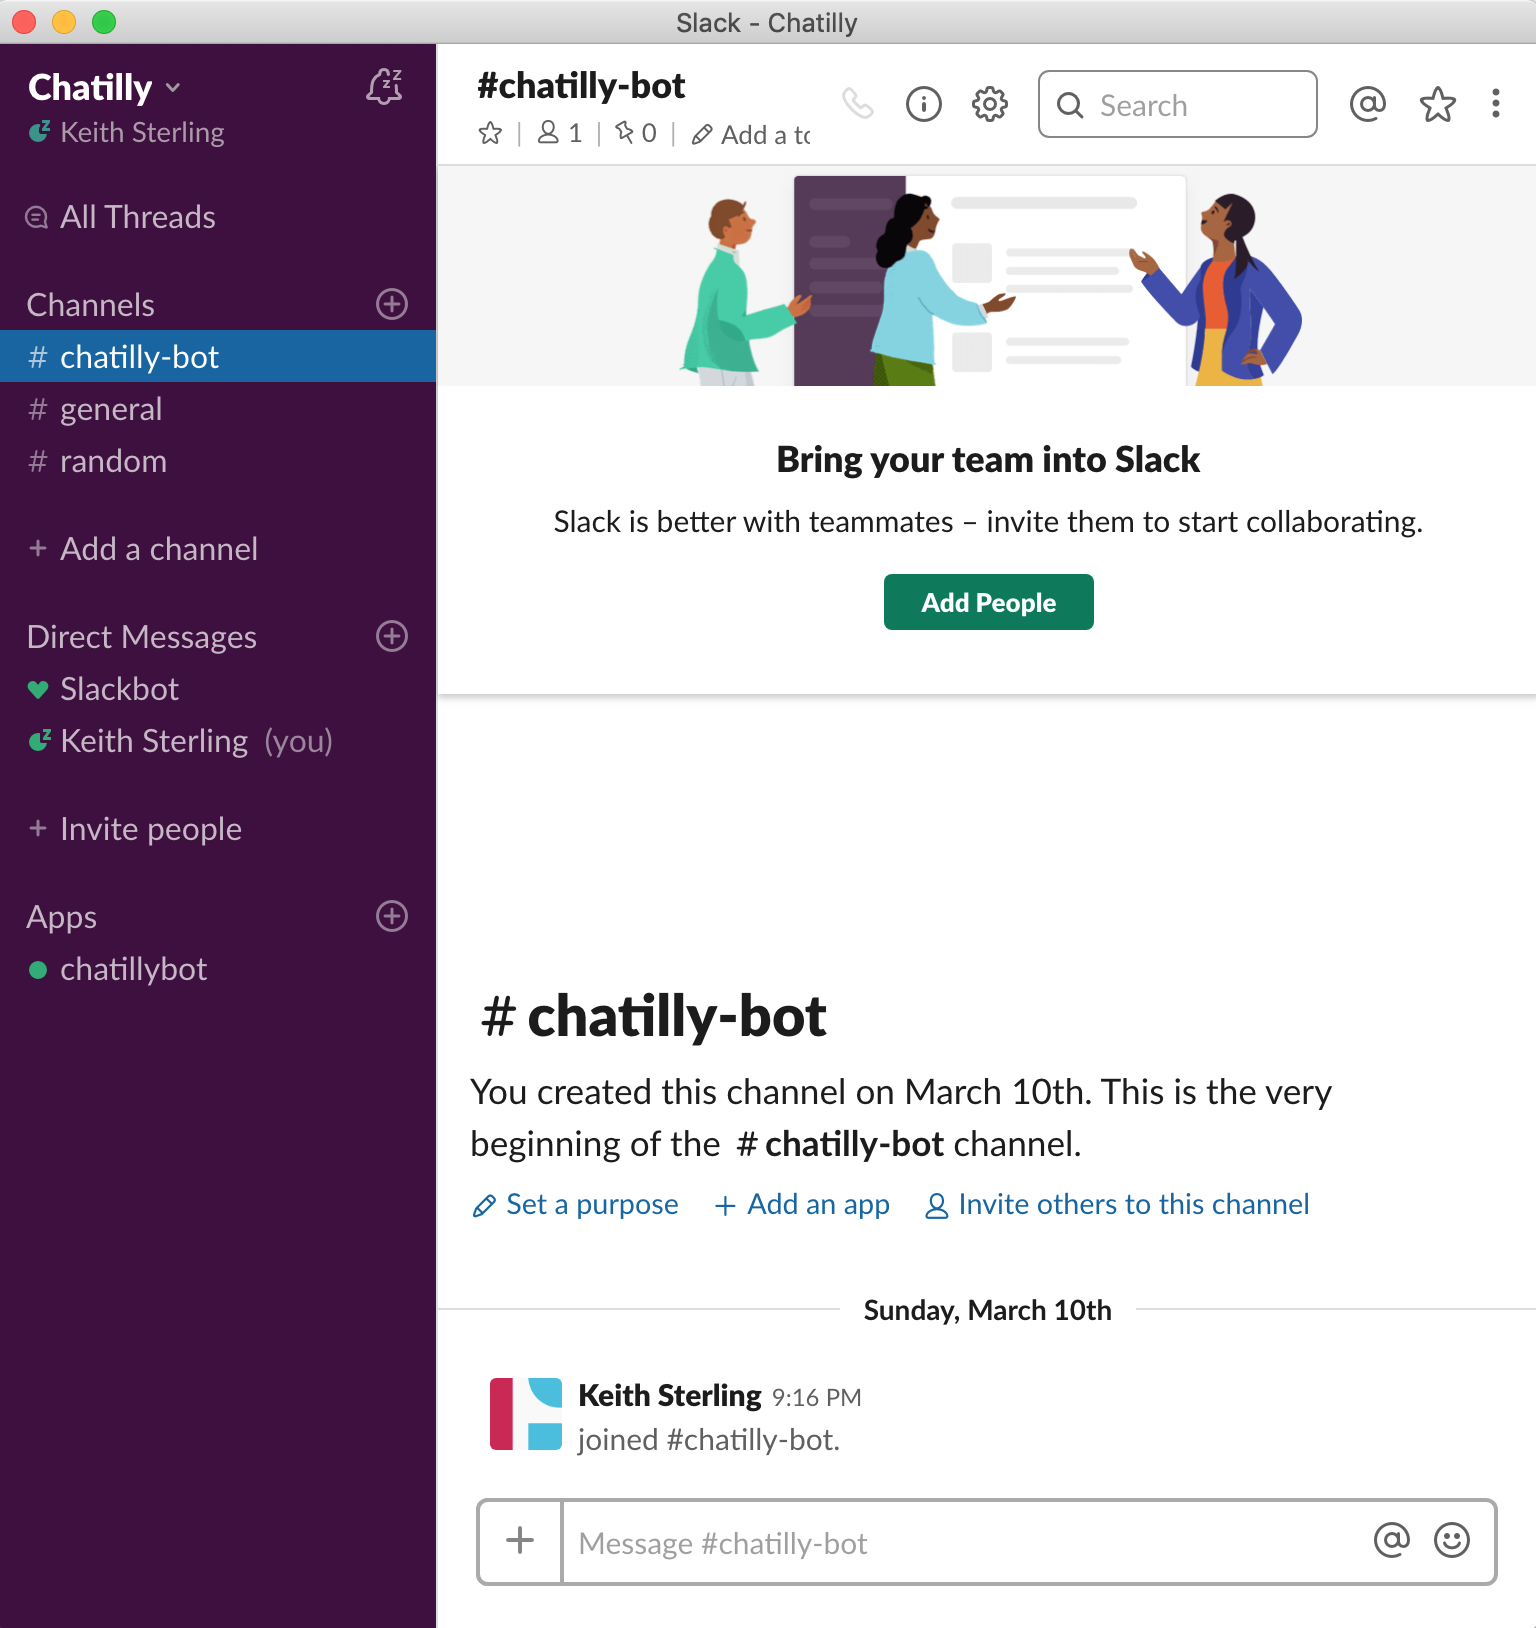 Slack - Chatilly
Chatilly
Keith Sterling
All Threads
Channels
# chatilly-bot
# general
# random
+ Add a channel
Direct Messages
Slackbot
Keith Sterling (you)
+ Invite people
Apps
chatillybot
#chatilly-bot
1 | 0 | Add a to
Search
Bring your team into Slack
Slack is better with teammates – invite them to start collaborating.
Add People
# chatilly-bot
You created this channel on March 10th. This is the very
beginning of the # chatilly-bot channel.
Set a purpose + Add an app Invite others to this channel
Sunday, March 10th
Keith Sterling 9:16 PM
joined #chatilly-bot.
Message #chatilly-bot